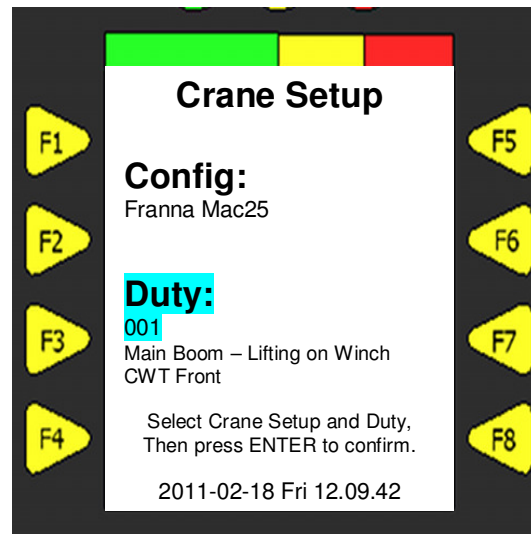 Crane Setup
F1
F5
Config:
Franna Mac25
F2
F6
Duty:
001
F3
F7
Main Boom – Lifting on Winch
CWT Front
F4
F8
Select Crane Setup and Duty,
Then press ENTER to confirm.
2011-02-18 Fri 12.09.42